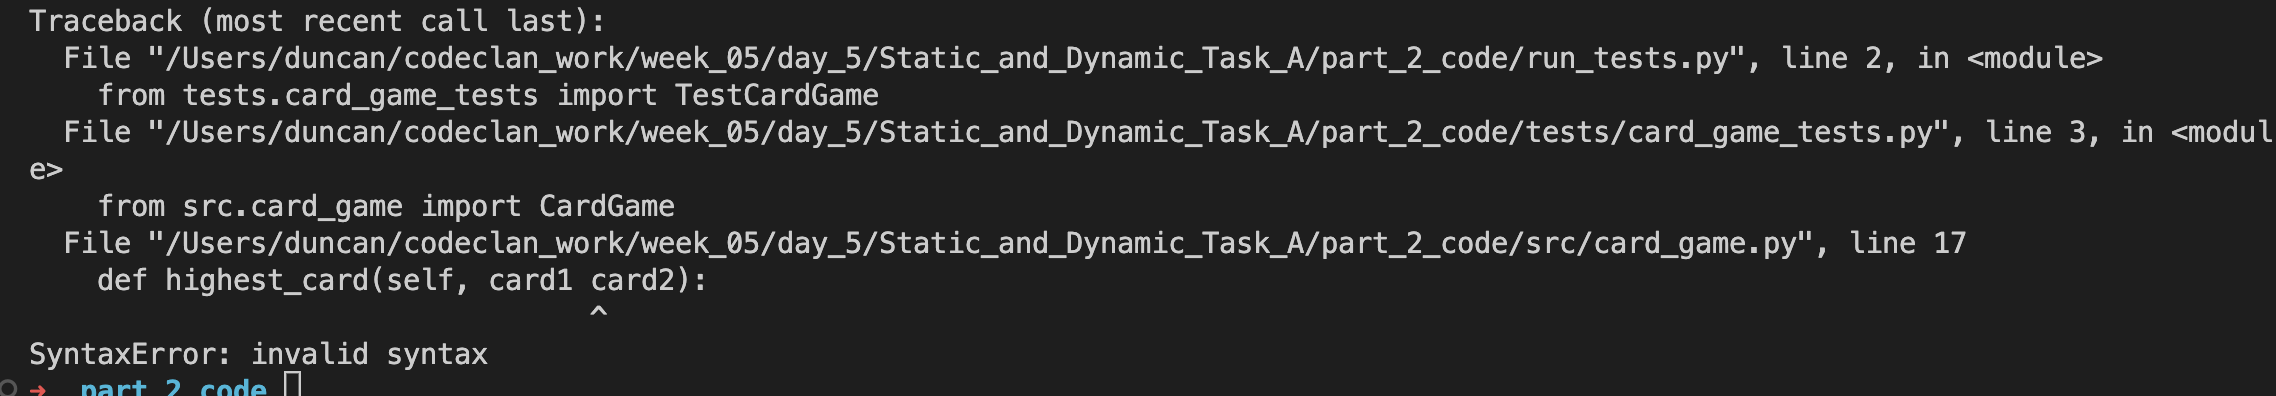 Traceback (most recent call last):
  File "/Users/duncan/codeclan_work/week_05/day_5/Static_and_Dynamic_Task_A/part_2_code/run_tests.py", line 2, in <module>
    from tests.card_game_tests import TestCardGame
  File "/Users/duncan/codeclan_work/week_05/day_5/Static_and_Dynamic_Task_A/part_2_code/tests/card_game_tests.py", line 3, in <modul
e>
    from src.card_game import CardGame
  File "/Users/duncan/codeclan_work/week_05/day_5/Static_and_Dynamic_Task_A/part_2_code/src/card_game.py", line 17
    def highest_card(self, card1 card2):
                                 ^
SyntaxError: invalid syntax
➜  part_2_code